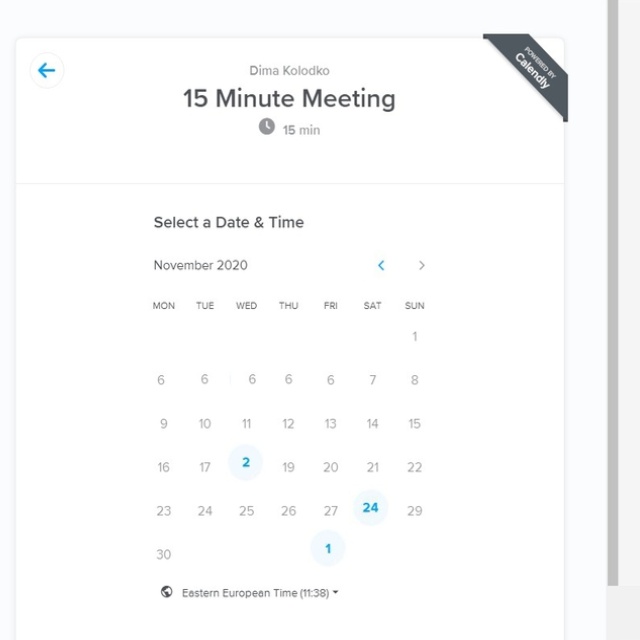 Dima Kolodko
POWERED BY
Calendly
15 Minute Meeting
15 min
Select a Date & Time
November 2020
MON TUE WED THU FRI SAT SUN
1
6 6 6 6 6 7 8
9 10 11 12 13 14 15
16 17 2 19 20 21 22
23 24 25 26 27 24 29
30 1
Eastern European Time (11:38)